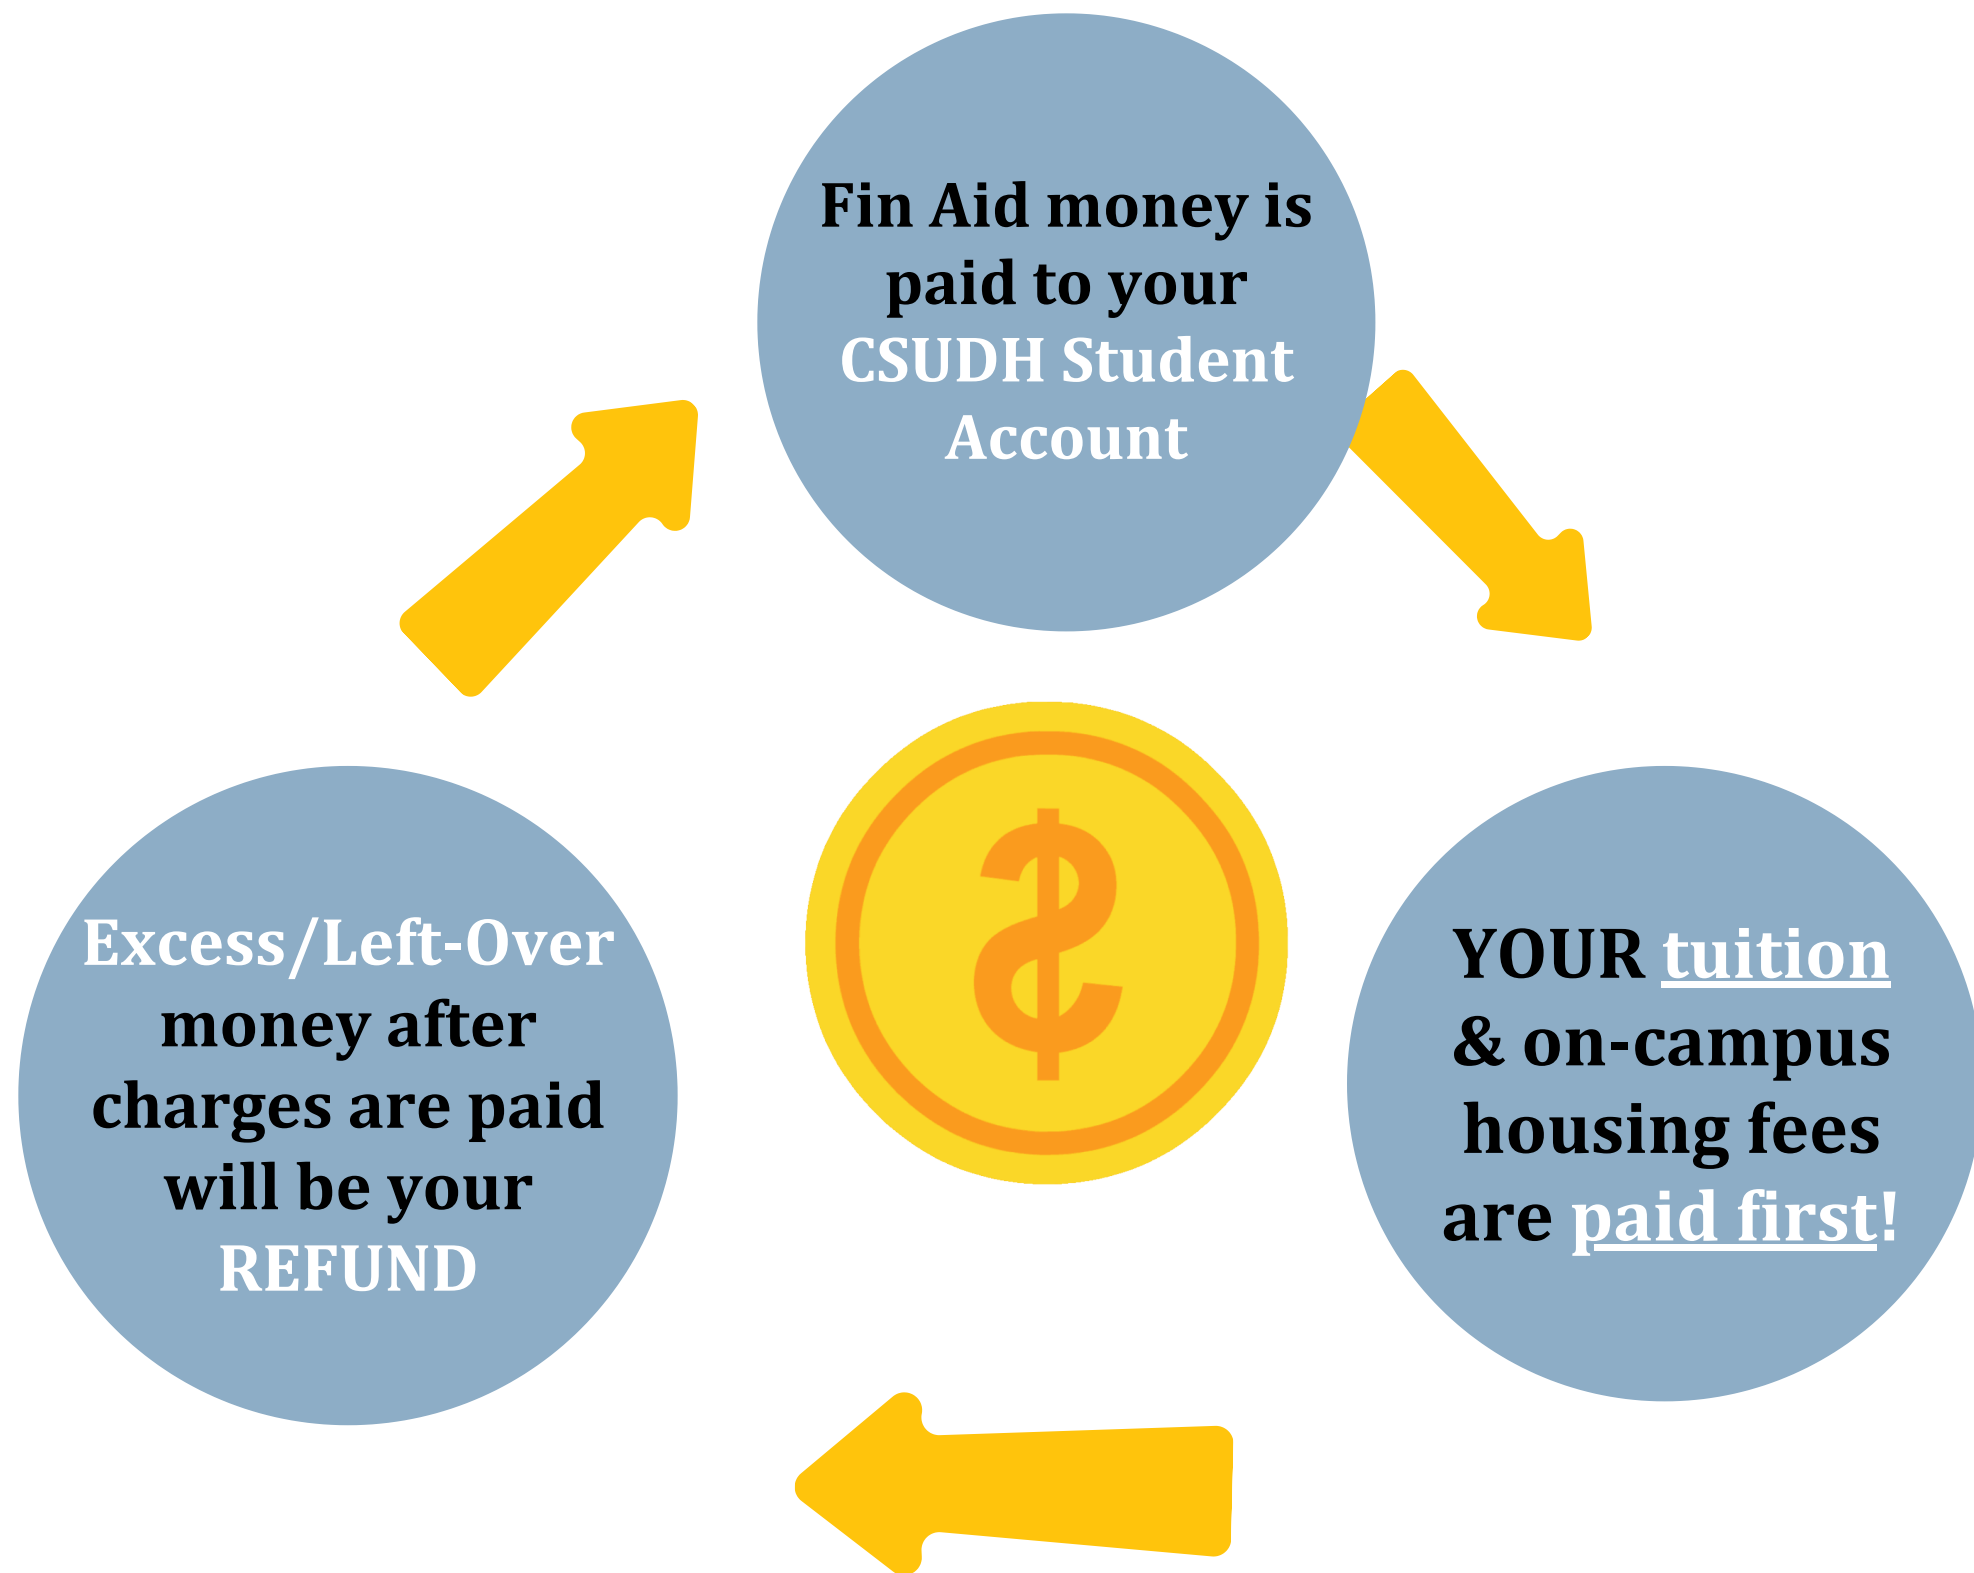 Fin Aid money is
paid to your
CSUDH Student
Account
YOUR tuition
& on-campus
housing fees
are paid first!
Excess/Left-Over
money after
charges are paid
will be your
REFUND